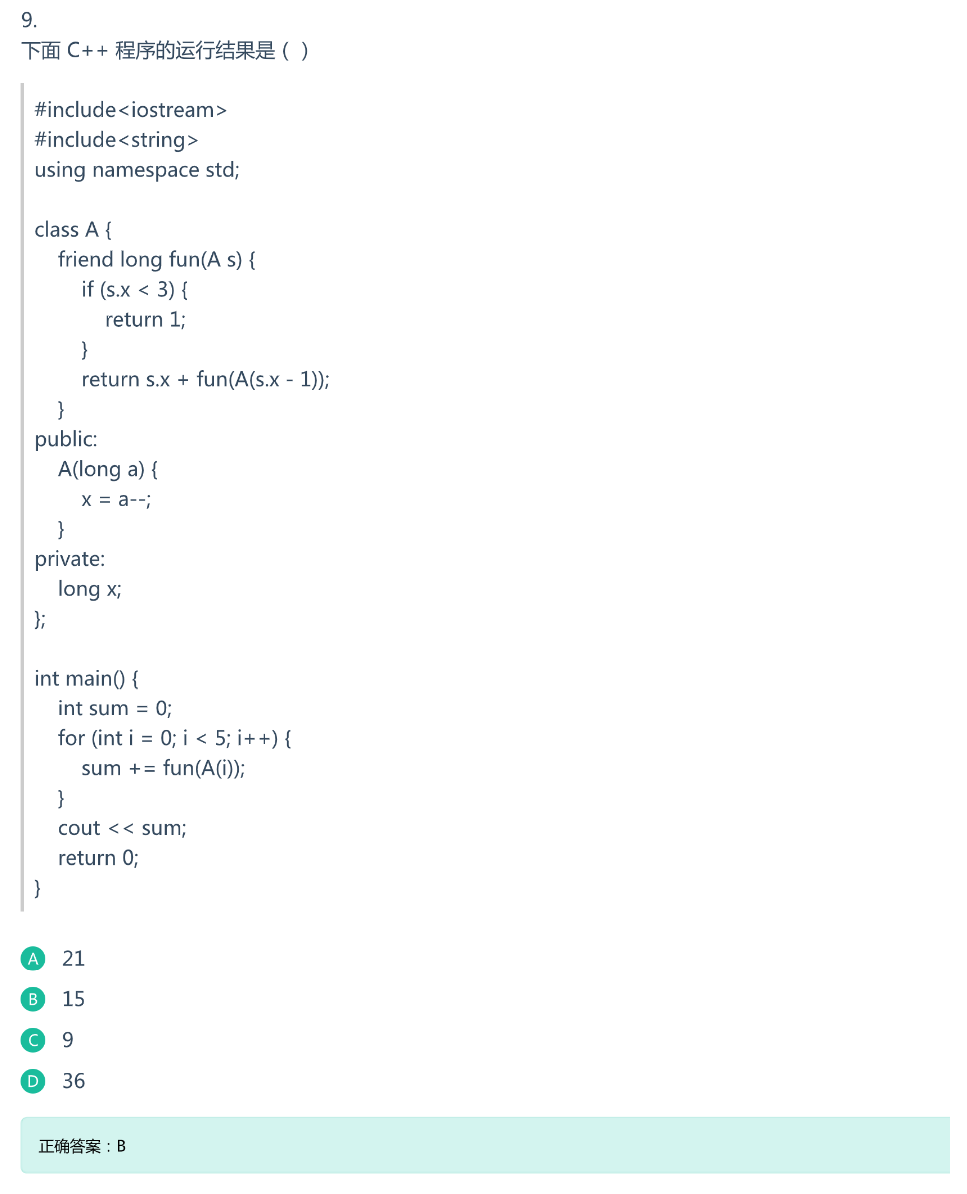 9.
下面 C++ 程序的运行结果是 ( )
#include<iostream>
#include<string>
using namespace std;
class A {
friend long fun(A s) {
if (s.x < 3) {
return 1;
}
return s.x + fun(A(s.x - 1));
}
public:
A(long a) {
x = a--;
}
private:
long x;
};
int main() {
int sum = 0;
for (int i = 0; i < 5; i++) {
sum += fun(A(i));
}
cout << sum;
return 0;
}
A 21
B 15
C 9
D 36
正确答案：B